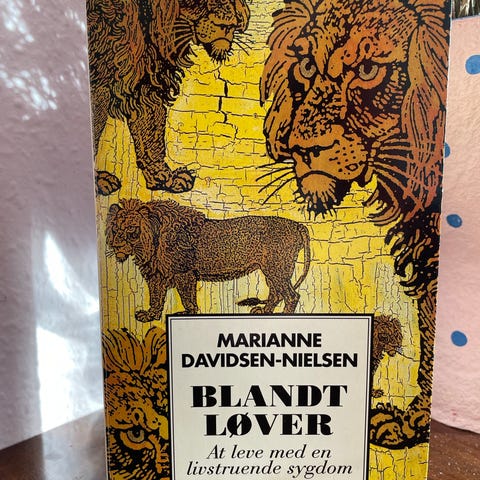 MARIANNE
DAVIDSEN-NIELSEN
BLANDT
LØVER
At leve med en
livstruende sygdom